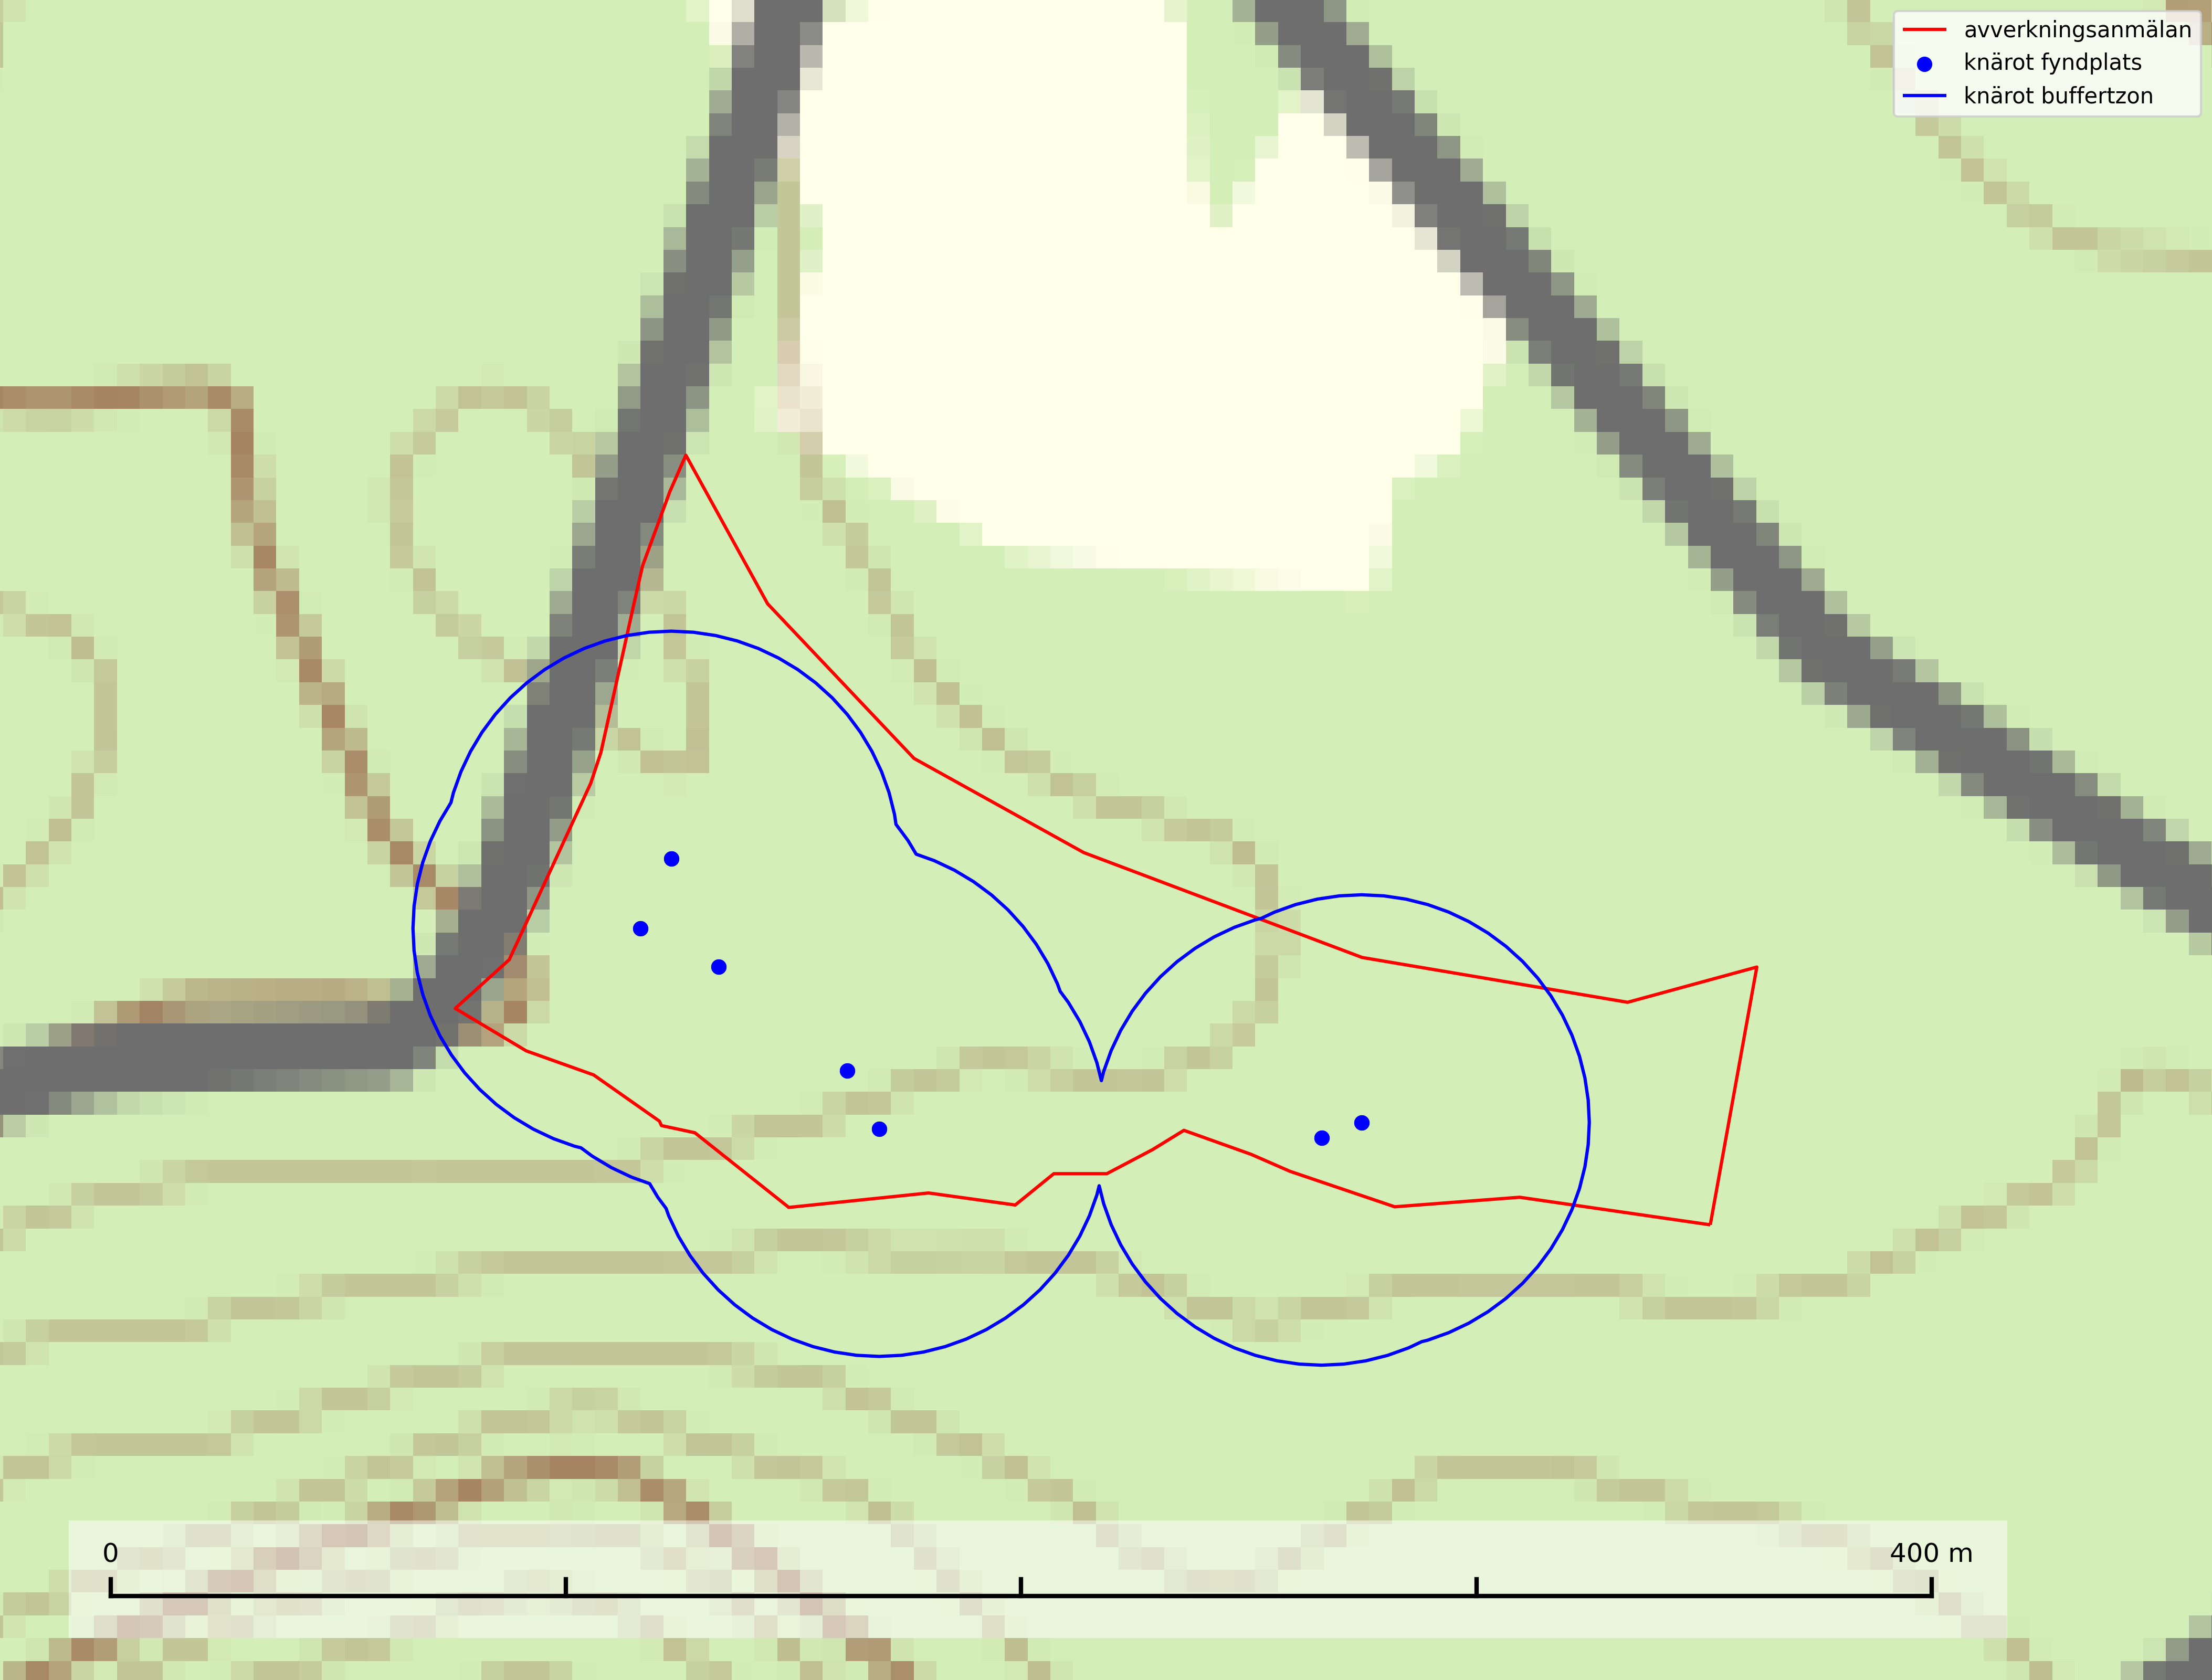 avverkningsanmälan
knärot fyndplats
knärot buffertzon
0
400 m